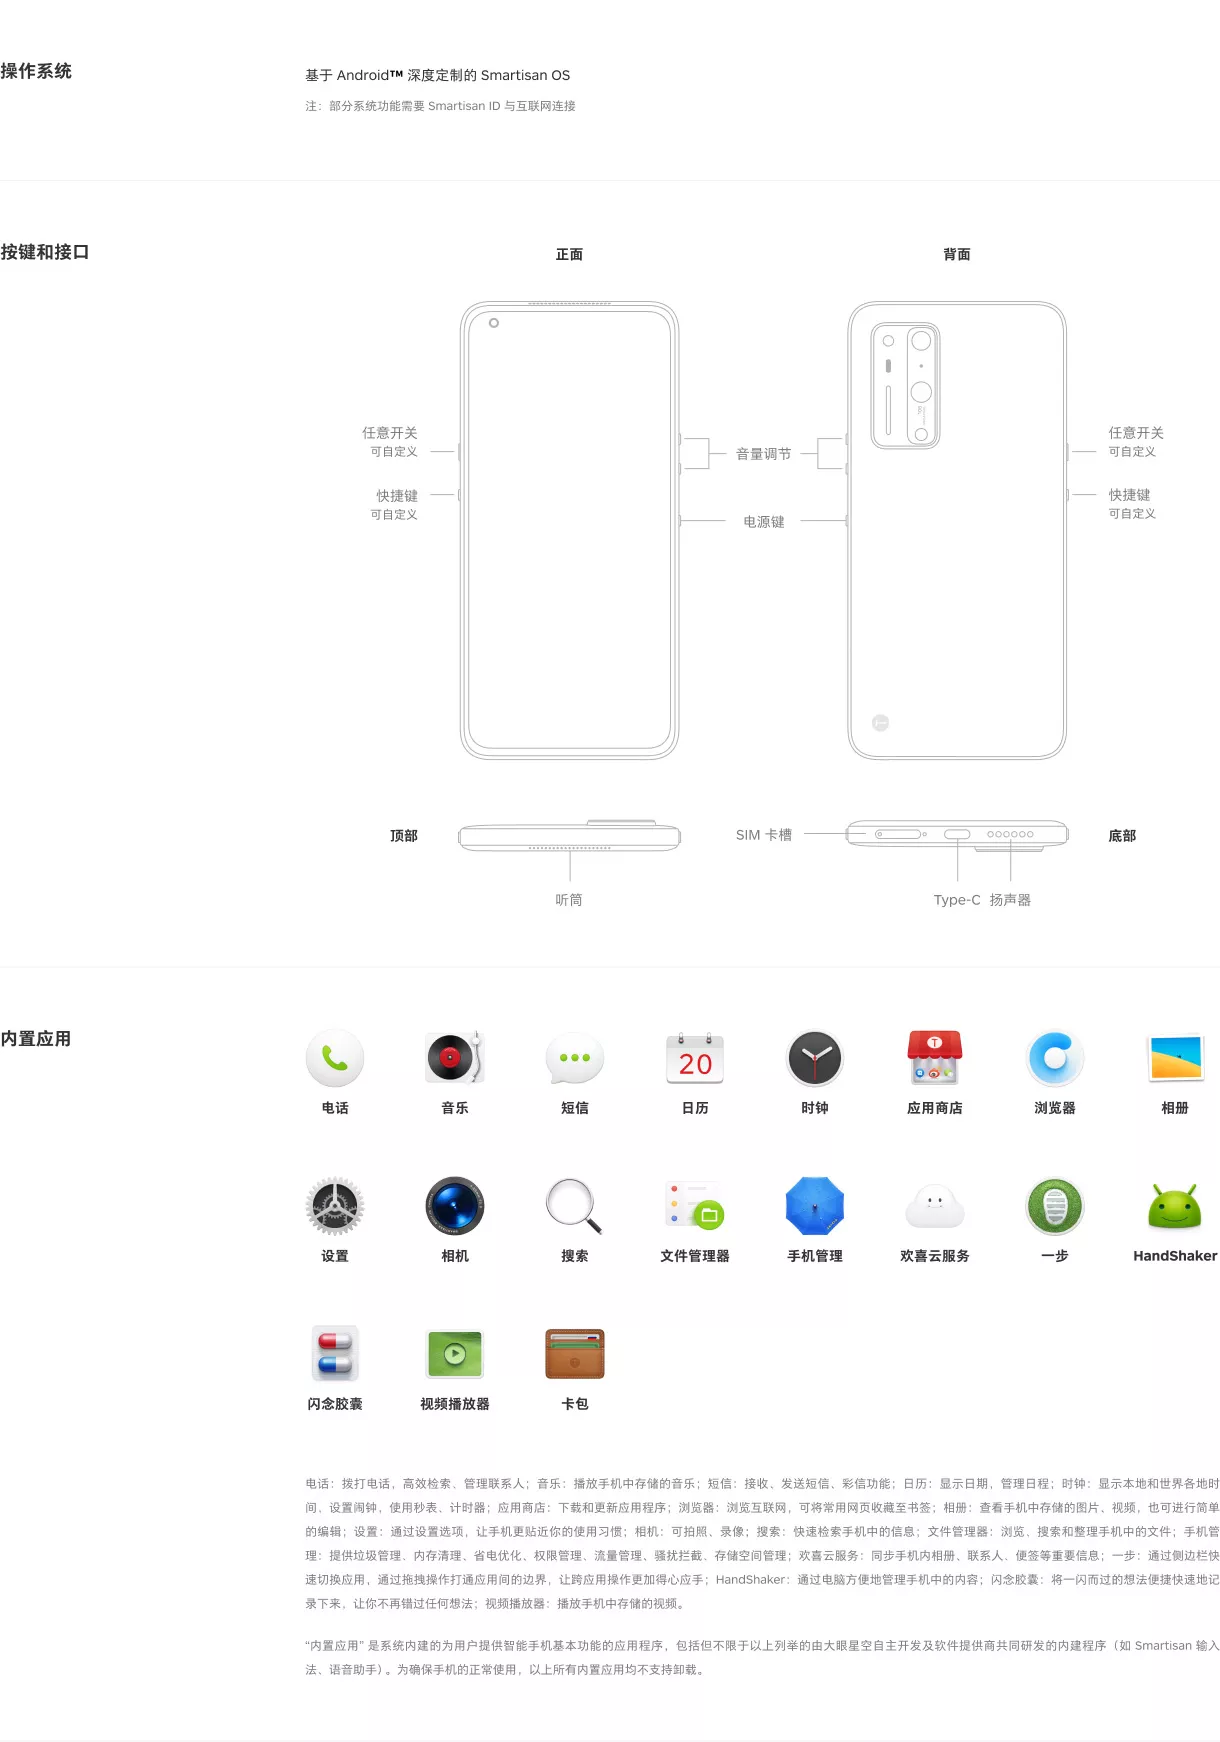 操作系统
基于 Android™ 深度定制的 Smartisan OS
注：部分系统功能需要 Smartisan ID 与互联网连接
按键和接口
正面
背面
任意开关
可自定义
快捷键
可自定义
音量调节
电源键
任意开关
可自定义
快捷键
可自定义
顶部
听筒
SIM 卡槽
Type-C 扬声器
底部
内置应用
20
T
电话 音乐 短信 日历 时钟 应用商店 浏览器 相册
设置 相机 搜索 文件管理器 手机管理 欢喜云服务 一步 HandShaker
闪念胶囊 视频播放器 卡包
电话：拨打电话，高效检索、管理联系人；音乐：播放手机中存储的音乐；短信：接收、发送短信、彩信功能；日历：显示日期，管理日程；时钟：显示本地和世界各地时
间、设置闹钟，使用秒表、计时器；应用商店：下载和更新应用程序；浏览器：浏览互联网，可将常用网页收藏至书签；相册：查看手机中存储的图片、视频，也可进行简单
的编辑；设置：通过设置选项，让手机更贴近你的使用习惯；相机：可拍照、录像；搜索：快速检索手机中的信息；文件管理器：浏览、搜索和整理手机中的文件；手机管
理：提供垃圾管理、内存清理、省电优化、权限管理、流量管理、骚扰拦截、存储空间管理；欢喜云服务：同步手机内相册、联系人、便签等重要信息；一步：通过侧边栏快
速切换应用，通过拖拽操作打通应用间的边界，让跨应用操作更加得心应手；HandShaker：通过电脑方便地管理手机中的内容；闪念胶囊：将一闪而过的想法便捷快速地记
录下来，让你不再错过任何想法；视频播放器：播放手机中存储的视频。
“内置应用” 是系统内建的为用户提供智能手机基本功能的应用程序，包括但不限于以上列举的由大眼星空自主开发及软件提供商共同研发的内建程序（如 Smartisan 输入
法、语音助手）。为确保手机的正常使用，以上所有内置应用均不支持卸载。